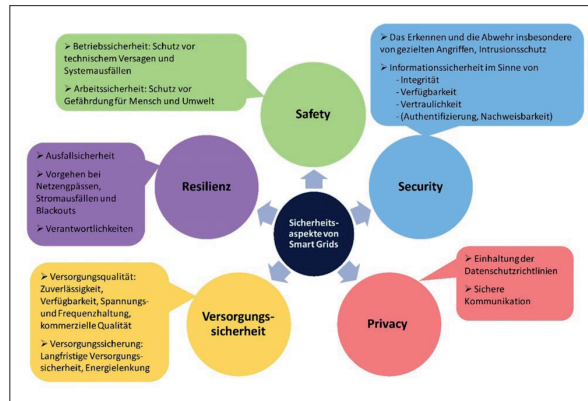 ➤ Betriebssicherheit: Schutz vor
technischem Versagen und
Systemausfällen
➤ Arbeitssicherheit: Schutz vor
Gefährdung für Mensch und Umwelt
Safety
➤ Das Erkennen und die Abwehr insbesondere
von gezielten Angriffen, Intrusionsschutz
➤ Informationssicherheit im Sinne von
- Integrität
- Verfügbarkeit
- Vertraulichkeit
- (Authentifizierung, Nachweisbarkeit)
Security
➤ Ausfallsicherheit
➤ Vorgehen bei
Netzengpässen,
Stromausfällen und
Blackouts
➤ Verantwortlichkeiten
Resilienz
Sicherheits-
aspekte von
Smart Grids
➤ Versorgungsqualität:
Zuverlässigkeit,
Verfügbarkeit, Spannungs-
und Frequenzhaltung,
kommerzielle Qualität
➤ Versorgungssicherung:
Langfristige Versorgungs-
sicherheit, Energielenkung
Versorgungs-
sicherheit
➤ Einhaltung der
Datenschutzrichtlinien
➤ Sichere
Kommunikation
Privacy